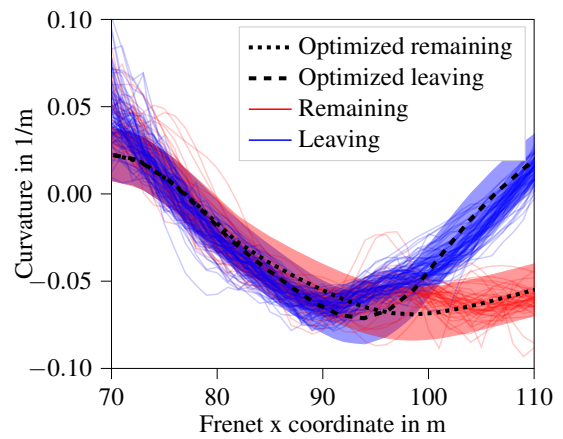 0.10
0.05
0.00
−0.05
−0.10
Curvature in 1/m
Optimized remaining
Optimized leaving
Remaining
Leaving
70 80 90 100 110
Frenet x coordinate in m